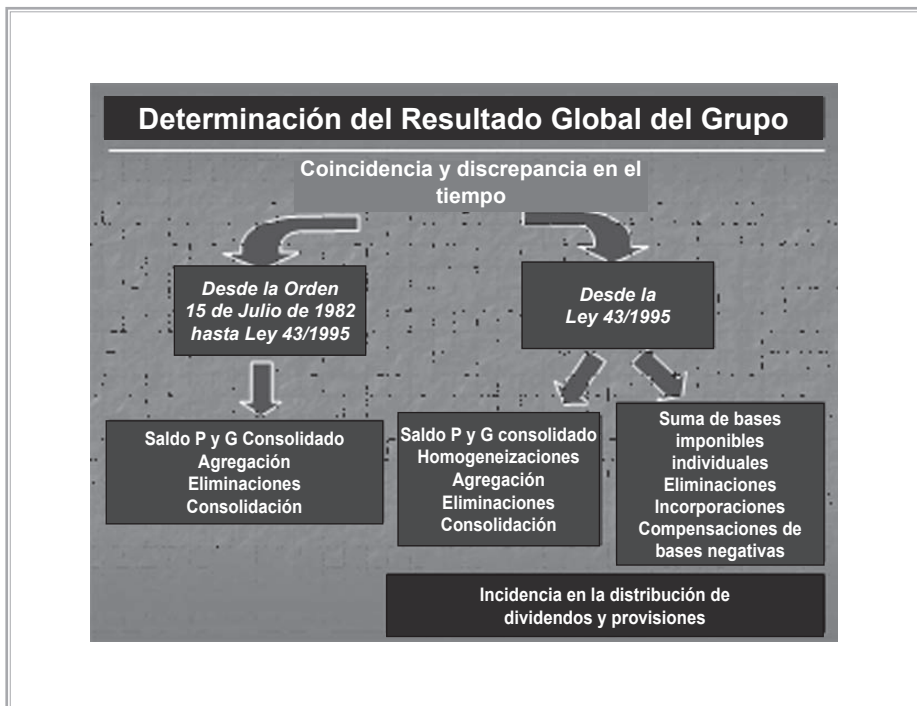 Determinación del Resultado Global del Grupo
Coincidencia y discrepancia en el
tiempo
Desde la Orden
15 de Julio de 1982
hasta Ley 43/1995
Desde la
Ley 43/1995
Saldo P y G Consolidado
Agregación
Eliminaciones
Consolidación
Saldo P y G consolidado
Homogeneizaciones
Agregación
Eliminaciones
Consolidación
Suma de bases
imponibles
individuales
Eliminaciones
Incorporaciones
Compensaciones de
bases negativas
Incidencia en la distribución de
dividendos y provisiones